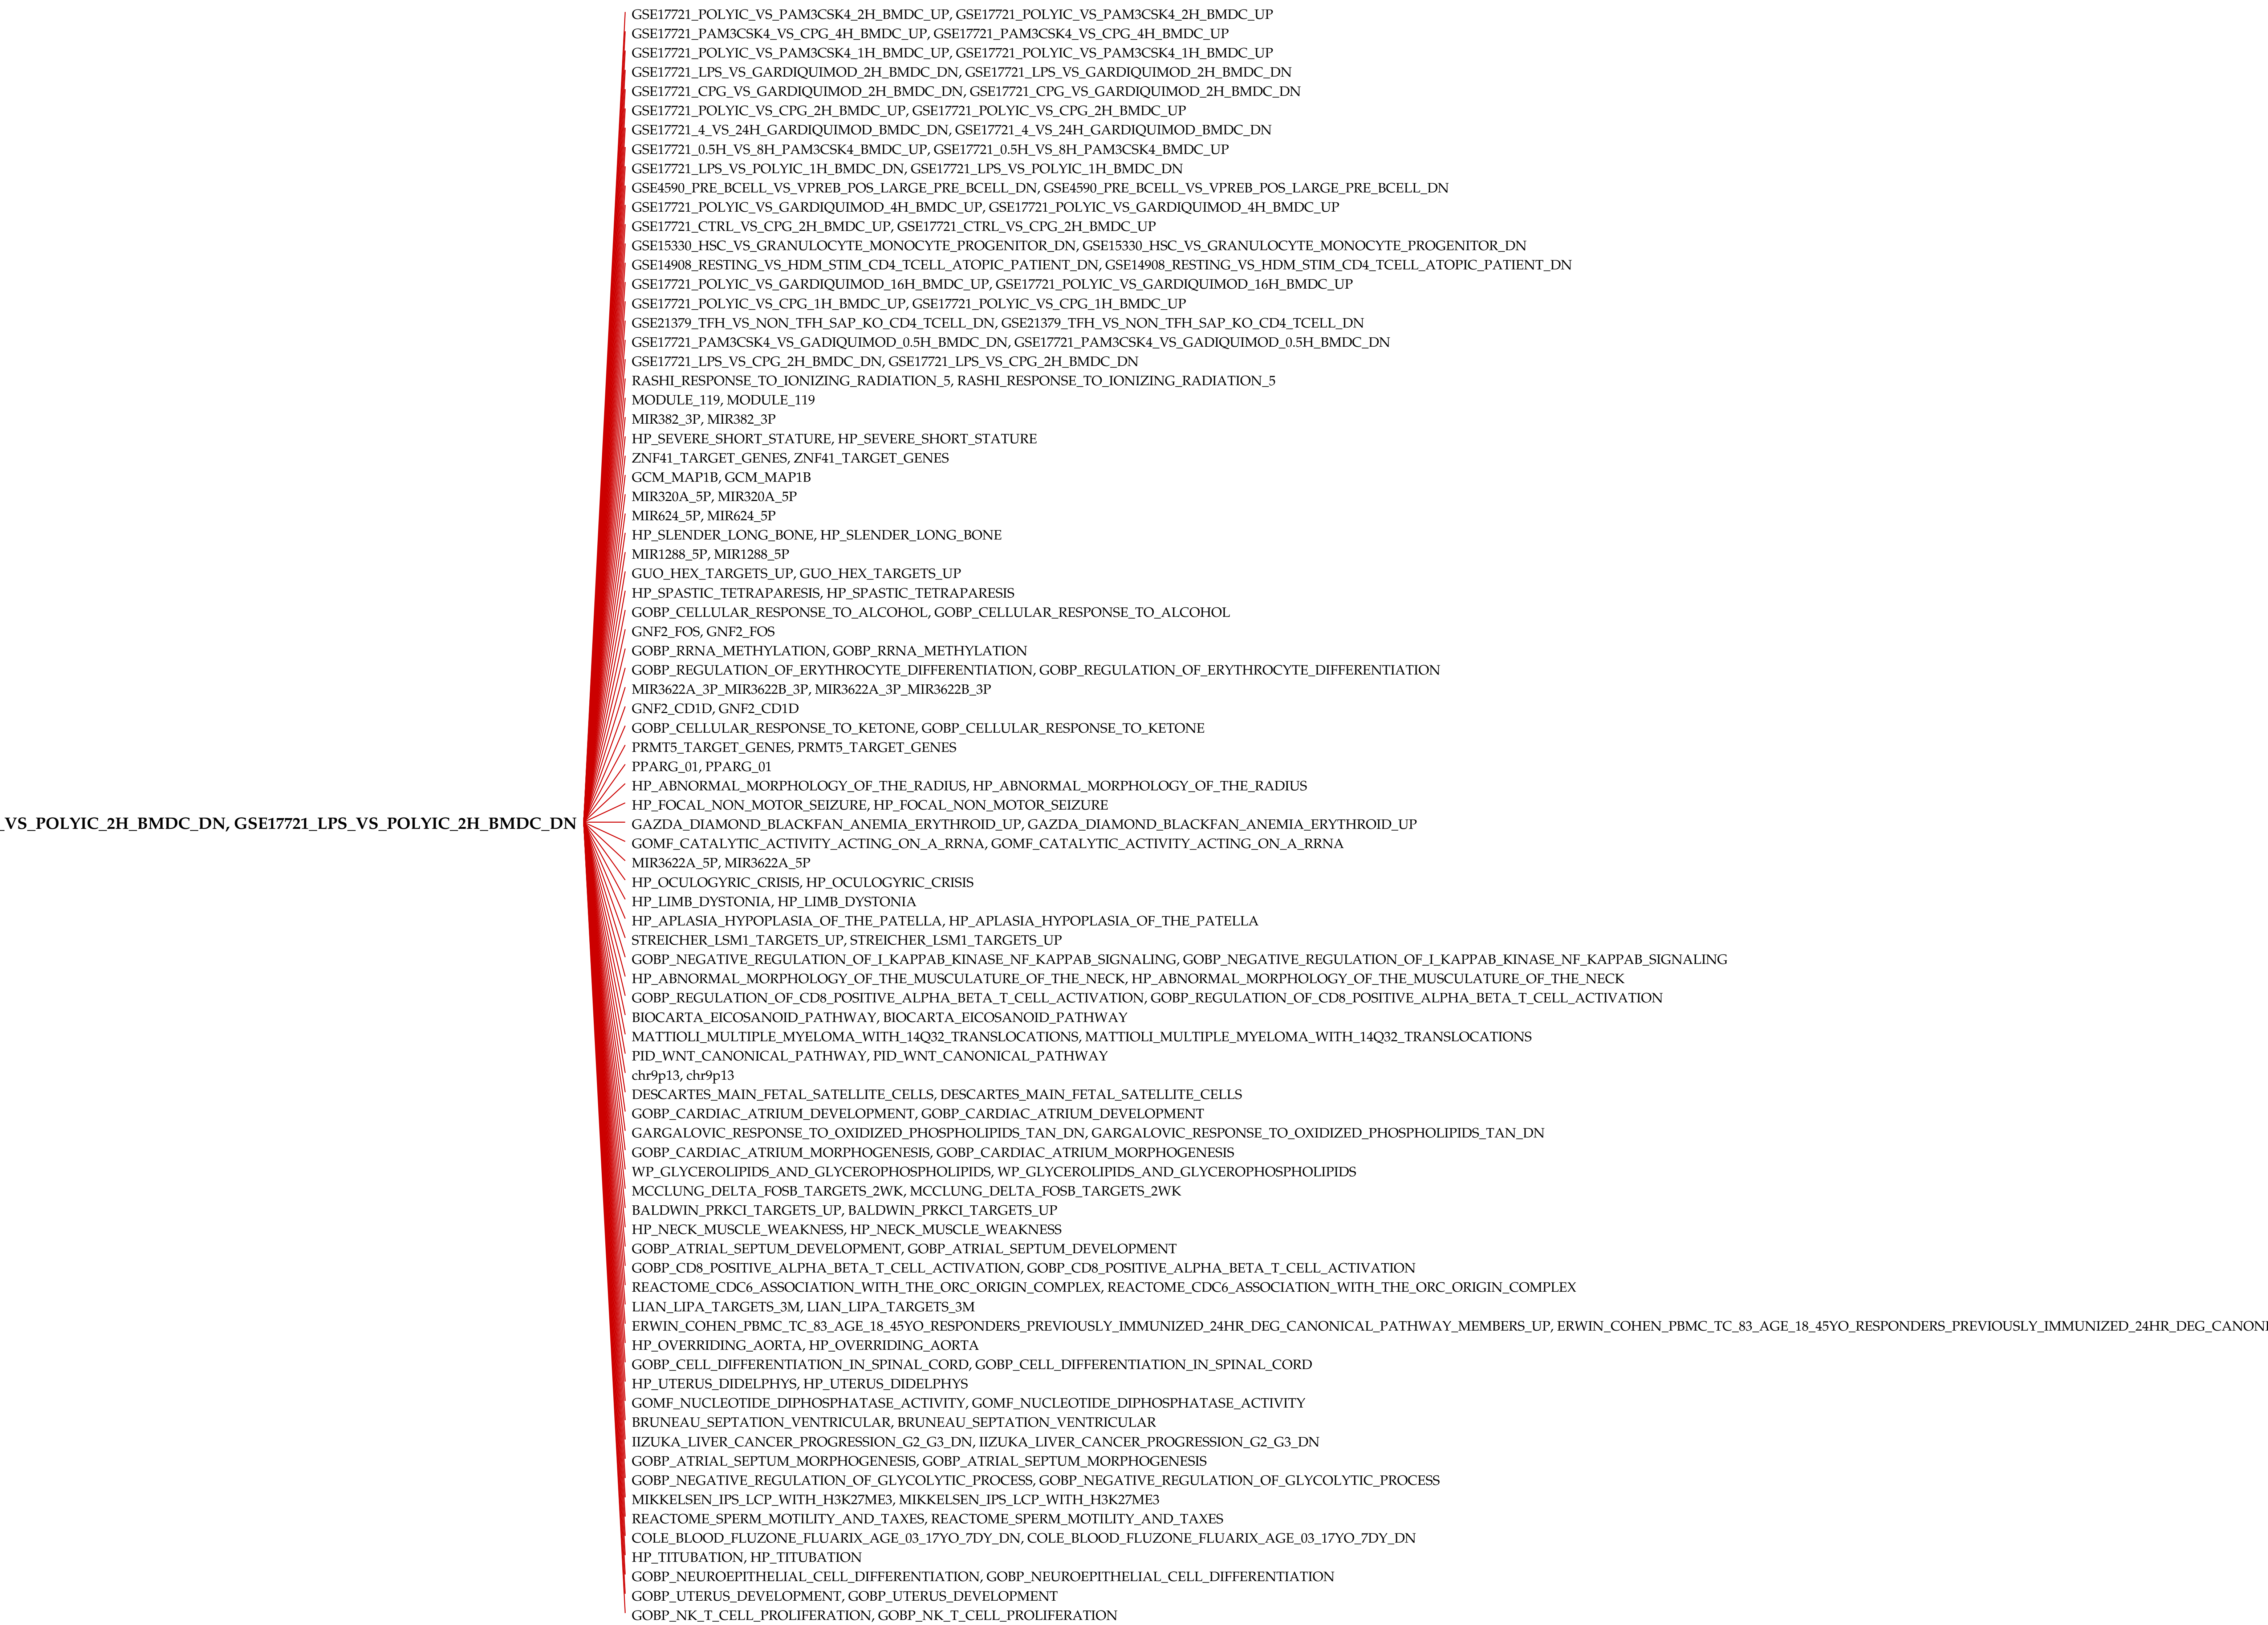 GSE17721_POLYIC_VS_PAM3CSK4_2H_BMDC_UP, GSE17721_POLYIC_VS_PAM3CSK4_2H_BMDC_UP
GSE17721_PAM3CSK4_VS_CPG_4H_BMDC_UP, GSE17721_PAM3CSK4_VS_CPG_4H_BMDC_UP
GSE17721_POLYIC_VS_PAM3CSK4_1H_BMDC_UP, GSE17721_POLYIC_VS_PAM3CSK4_1H_BMDC_UP
GSE17721_LPS_VS_GARDIQUIMOD_2H_BMDC_DN, GSE17721_LPS_VS_GARDIQUIMOD_2H_BMDC_DN
GSE17721_CPG_VS_GARDIQUIMOD_2H_BMDC_DN, GSE17721_CPG_VS_GARDIQUIMOD_2H_BMDC_DN
GSE17721_POLYIC_VS_CPG_2H_BMDC_UP, GSE17721_POLYIC_VS_CPG_2H_BMDC_UP
GSE17721_4_VS_24H_GARDIQUIMOD_BMDC_DN, GSE17721_4_VS_24H_GARDIQUIMOD_BMDC_DN
GSE17721_0.5H_VS_8H_PAM3CSK4_BMDC_UP, GSE17721_0.5H_VS_8H_PAM3CSK4_BMDC_UP
GSE17721_LPS_VS_POLYIC_1H_BMDC_DN, GSE17721_LPS_VS_POLYIC_1H_BMDC_DN
GSE4590_PRE_BCELL_VS_VPREB_POS_LARGE_PRE_BCELL_DN, GSE4590_PRE_BCELL_VS_VPREB_POS_LARGE_PRE_BCELL_DN
GSE17721_POLYIC_VS_GARDIQUIMOD_4H_BMDC_UP, GSE17721_POLYIC_VS_GARDIQUIMOD_4H_BMDC_UP
GSE17721_CTRL_VS_CPG_2H_BMDC_UP, GSE17721_CTRL_VS_CPG_2H_BMDC_UP
GSE15330_HSC_VS_GRANULOCYTE_MONOCYTE_PROGENITOR_DN, GSE15330_HSC_VS_GRANULOCYTE_MONOCYTE_PROGENITOR_DN
GSE14908_RESTING_VS_HDM_STIM_CD4_TCELL_ATOPIC_PATIENT_DN, GSE14908_RESTING_VS_HDM_STIM_CD4_TCELL_ATOPIC_PATIENT_DN
GSE17721_POLYIC_VS_GARDIQUIMOD_16H_BMDC_UP, GSE17721_POLYIC_VS_GARDIQUIMOD_16H_BMDC_UP
GSE17721_POLYIC_VS_CPG_1H_BMDC_UP, GSE17721_POLYIC_VS_CPG_1H_BMDC_UP
GSE21379_TFH_VS_NON_TFH_SAP_KO_CD4_TCELL_DN, GSE21379_TFH_VS_NON_TFH_SAP_KO_CD4_TCELL_DN
GSE17721_PAM3CSK4_VS_GADIQUIMOD_0.5H_BMDC_DN, GSE17721_PAM3CSK4_VS_GADIQUIMOD_0.5H_BMDC_DN
GSE17721_LPS_VS_CPG_2H_BMDC_DN, GSE17721_LPS_VS_CPG_2H_BMDC_DN
RASHI_RESPONSE_TO_IONIZING_RADIATION_5, RASHI_RESPONSE_TO_IONIZING_RADIATION_5
MODULE_119, MODULE_119
MIR382_3P, MIR382_3P
HP_SEVERE_SHORT_STATURE, HP_SEVERE_SHORT_STATURE
ZNF41_TARGET_GENES, ZNF41_TARGET_GENES
GCM_MAP1B, GCM_MAP1B
MIR320A_5P, MIR320A_5P
MIR624_5P, MIR624_5P
HP_SLENDER_LONG_BONE, HP_SLENDER_LONG_BONE
MIR1288_5P, MIR1288_5P
GUO_HEX_TARGETS_UP, GUO_HEX_TARGETS_UP
HP_SPASTIC_TETRAPARESIS, HP_SPASTIC_TETRAPARESIS
GOBP_CELLULAR_RESPONSE_TO_ALCOHOL, GOBP_CELLULAR_RESPONSE_TO_ALCOHOL
GNF2_FOS, GNF2_FOS
GOBP_RRNA_METHYLATION, GOBP_RRNA_METHYLATION
GOBP_REGULATION_OF_ERYTHROCYTE_DIFFERENTIATION, GOBP_REGULATION_OF_ERYTHROCYTE_DIFFERENTIATION
MIR3622A_3P_MIR3622B_3P, MIR3622A_3P_MIR3622B_3P
GNF2_CD1D, GNF2_CD1D
GOBP_CELLULAR_RESPONSE_TO_KETONE, GOBP_CELLULAR_RESPONSE_TO_KETONE
PRMT5_TARGET_GENES, PRMT5_TARGET_GENES
PPARG_01, PPARG_01
HP_ABNORMAL_MORPHOLOGY_OF_THE_RADIUS, HP_ABNORMAL_MORPHOLOGY_OF_THE_RADIUS
HP_FOCAL_NON_MOTOR_SEIZURE, HP_FOCAL_NON_MOTOR_SEIZURE
_VS_POLYIC_2H_BMDC_DN, GSE17721_LPS_VS_POLYIC_2H_BMDC_DN
GAZDA_DIAMOND_BLACKFAN_ANEMIA_ERYTHROID_UP, GAZDA_DIAMOND_BLACKFAN_ANEMIA_ERYTHROID_UP
GOMF_CATALYTIC_ACTIVITY_ACTING_ON_A_RRNA, GOMF_CATALYTIC_ACTIVITY_ACTING_ON_A_RRNA
MIR3622A_5P, MIR3622A_5P
HP_OCULOGYRIC_CRISIS, HP_OCULOGYRIC_CRISIS
HP_LIMB_DYSTONIA, HP_LIMB_DYSTONIA
HP_APLASIA_HYPOPLASIA_OF_THE_PATELLA, HP_APLASIA_HYPOPLASIA_OF_THE_PATELLA
STREICHER_LSM1_TARGETS_UP, STREICHER_LSM1_TARGETS_UP
GOBP_NEGATIVE_REGULATION_OF_I_KAPPAB_KINASE_NF_KAPPAB_SIGNALING, GOBP_NEGATIVE_REGULATION_OF_I_KAPPAB_KINASE_NF_KAPPAB_SIGNALING
HP_ABNORMAL_MORPHOLOGY_OF_THE_MUSCULATURE_OF_THE_NECK, HP_ABNORMAL_MORPHOLOGY_OF_THE_MUSCULATURE_OF_THE_NECK
GOBP_REGULATION_OF_CD8_POSITIVE_ALPHA_BETA_T_CELL_ACTIVATION, GOBP_REGULATION_OF_CD8_POSITIVE_ALPHA_BETA_T_CELL_ACTIVATION
BIOCARTA_EICOSANOID_PATHWAY, BIOCARTA_EICOSANOID_PATHWAY
MATTIOLI_MULTIPLE_MYELOMA_WITH_14Q32_TRANSLOCATIONS, MATTIOLI_MULTIPLE_MYELOMA_WITH_14Q32_TRANSLOCATIONS
PID_WNT_CANONICAL_PATHWAY, PID_WNT_CANONICAL_PATHWAY
chr9p13, chr9p13
DESCARTES_MAIN_FETAL_SATELLITE_CELLS, DESCARTES_MAIN_FETAL_SATELLITE_CELLS
GOBP_CARDIAC_ATRIUM_DEVELOPMENT, GOBP_CARDIAC_ATRIUM_DEVELOPMENT
GARGALOVIC_RESPONSE_TO_OXIDIZED_PHOSPHOLIPIDS_TAN_DN, GARGALOVIC_RESPONSE_TO_OXIDIZED_PHOSPHOLIPIDS_TAN_DN
GOBP_CARDIAC_ATRIUM_MORPHOGENESIS, GOBP_CARDIAC_ATRIUM_MORPHOGENESIS
WP_GLYCEROLIPIDS_AND_GLYCEROPHOSPHOLIPIDS, WP_GLYCEROLIPIDS_AND_GLYCEROPHOSPHOLIPIDS
MCCLUNG_DELTA_FOSB_TARGETS_2WK, MCCLUNG_DELTA_FOSB_TARGETS_2WK
BALDWIN_PRKCI_TARGETS_UP, BALDWIN_PRKCI_TARGETS_UP
HP_NECK_MUSCLE_WEAKNESS, HP_NECK_MUSCLE_WEAKNESS
GOBP_ATRIAL_SEPTUM_DEVELOPMENT, GOBP_ATRIAL_SEPTUM_DEVELOPMENT
GOBP_CD8_POSITIVE_ALPHA_BETA_T_CELL_ACTIVATION, GOBP_CD8_POSITIVE_ALPHA_BETA_T_CELL_ACTIVATION
REACTOME_CDC6_ASSOCIATION_WITH_THE_ORC_ORIGIN_COMPLEX, REACTOME_CDC6_ASSOCIATION_WITH_THE_ORC_ORIGIN_COMPLEX
LIAN_LIPA_TARGETS_3M, LIAN_LIPA_TARGETS_3M
ERWIN_COHEN_PBMC_TC_83_AGE_18_45YO_RESPONDERS_PREVIOUSLY_IMMUNIZED_24HR_DEG_CANONICAL_PATHWAY_MEMBERS_UP, ERWIN_COHEN_PBMC_TC_83_AGE_18_45YO_RESPONDERS_PREVIOUSLY_IMMUNIZED_24HR_DEG_CANON
HP_OVERRIDING_AORTA, HP_OVERRIDING_AORTA
GOBP_CELL_DIFFERENTIATION_IN_SPINAL_CORD, GOBP_CELL_DIFFERENTIATION_IN_SPINAL_CORD
HP_UTERUS_DIDELPHYS, HP_UTERUS_DIDELPHYS
GOMF_NUCLEOTIDE_DIPHOSPHATASE_ACTIVITY, GOMF_NUCLEOTIDE_DIPHOSPHATASE_ACTIVITY
BRUNEAU_SEPTATION_VENTRICULAR, BRUNEAU_SEPTATION_VENTRICULAR
IIZUKA_LIVER_CANCER_PROGRESSION_G2_G3_DN, IIZUKA_LIVER_CANCER_PROGRESSION_G2_G3_DN
GOBP_ATRIAL_SEPTUM_MORPHOGENESIS, GOBP_ATRIAL_SEPTUM_MORPHOGENESIS
GOBP_NEGATIVE_REGULATION_OF_GLYCOLYTIC_PROCESS, GOBP_NEGATIVE_REGULATION_OF_GLYCOLYTIC_PROCESS
MIKKELSEN_IPS_LCP_WITH_H3K27ME3, MIKKELSEN_IPS_LCP_WITH_H3K27ME3
REACTOME_SPERM_MOTILITY_AND_TAXES, REACTOME_SPERM_MOTILITY_AND_TAXES
COLE_BLOOD_FLUZONE_FLUARIX_AGE_03_17YO_7DY_DN, COLE_BLOOD_FLUZONE_FLUARIX_AGE_03_17YO_7DY_DN
HP_TITUBATION, HP_TITUBATION
GOBP_NEUROEPITHELIAL_CELL_DIFFERENTIATION, GOBP_NEUROEPITHELIAL_CELL_DIFFERENTIATION
GOBP_UTERUS_DEVELOPMENT, GOBP_UTERUS_DEVELOPMENT
GOBP_NK_T_CELL_PROLIFERATION, GOBP_NK_T_CELL_PROLIFERATION